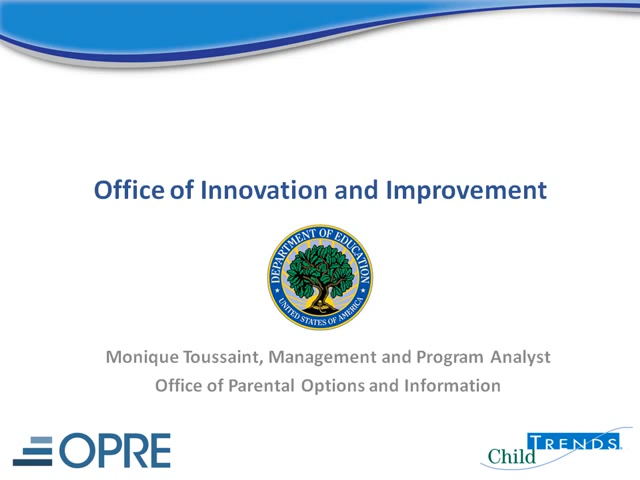 Office of Innovation and Improvement
DEPARTMENT OF EDUCATION
UNITED STATES OF AMERICA
Monique Toussaint, Management and Program Analyst
Office of Parental Options and Information
OPRE
Child TRENDS®